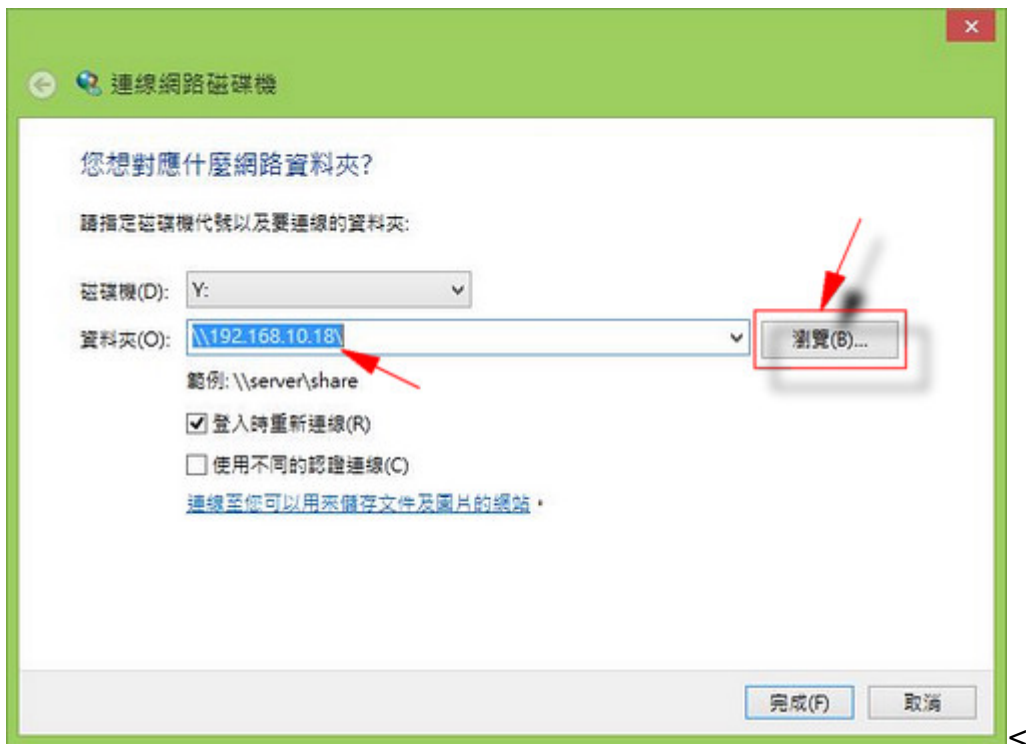 連線網路磁碟機
您想對應什麼網路資料夾?
請指定磁碟機代號以及要連線的資料夾:
磁碟機(D): Y:
資料夾(O): \\192.168.10.18\ 瀏覽(B)...
範例: \\server\share
登入時重新連線(R)
使用不同的認證連線(C)
連線至您可以用來儲存文件及圖片的網站。
完成(F) 取消
<